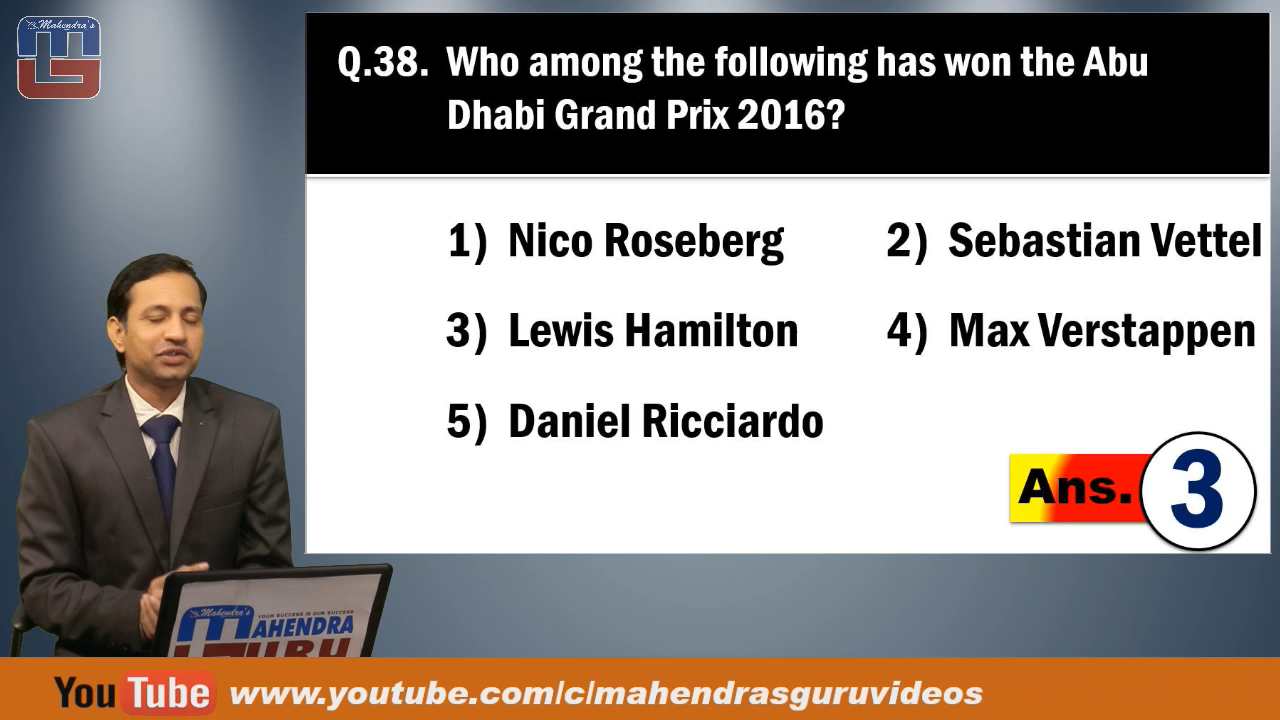 Mahendra's
Q.38. Who among the following has won the Abu
Dhabi Grand Prix 2016?
1) Nico Roseberg 2) Sebastian Vettel
3) Lewis Hamilton 4) Max Verstappen
5) Daniel Ricciardo
Ans. 3
Mahendra's
YOUR SUCCESS IS OUR SUCCESS
MAHENDRA
GURU
YouTube www.youtube.com/c/mahendrasguruvideos